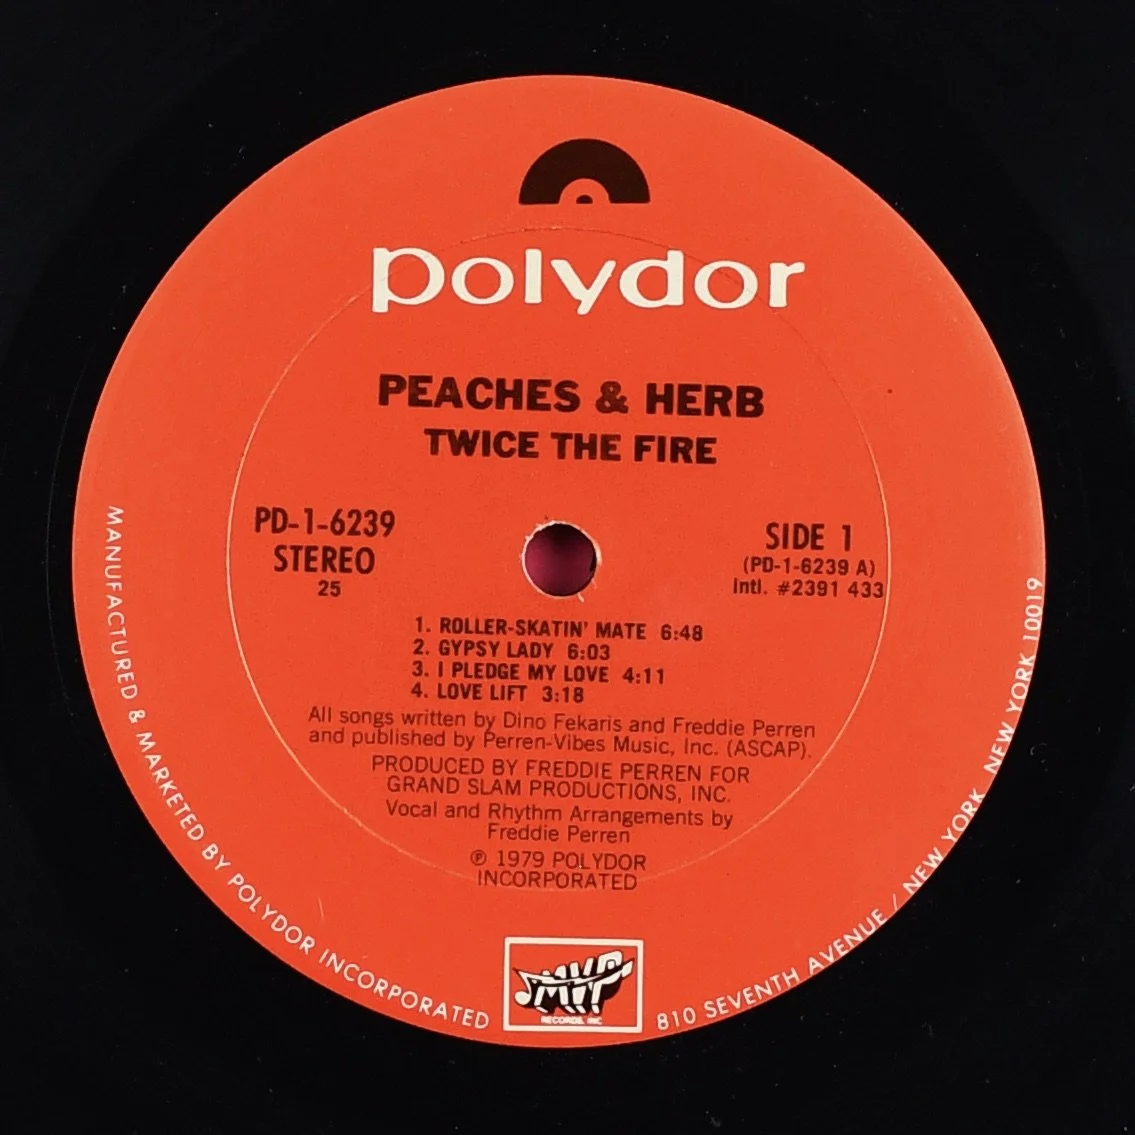 polydor
PEACHES & HERB
TWICE THE FIRE
PD-1-6239
STEREO
25
SIDE 1
(PD-1-6239 A)
Intl. #2391 433
1. ROLLER-SKATIN' MATE 6:48
2. GYPSY LADY 6:03
3. I PLEDGE MY LOVE 4:11
4. LOVE LIFT 3:18
All songs written by Dino Fekaris and Freddie Perren
and published by Perren-Vibes Music, Inc. (ASCAP).
PRODUCED BY FREDDIE PERREN FOR
GRAND SLAM PRODUCTIONS, INC.
Vocal and Rhythm Arrangements by
Freddie Perren
℗ 1979 POLYDOR
INCORPORATED
MVP
RECORDS, INC
MANUFACTURED & MARKETED BY POLYDOR INCORPORATED
810 SEVENTH AVENUE / NEW YORK, NEW YORK 10019